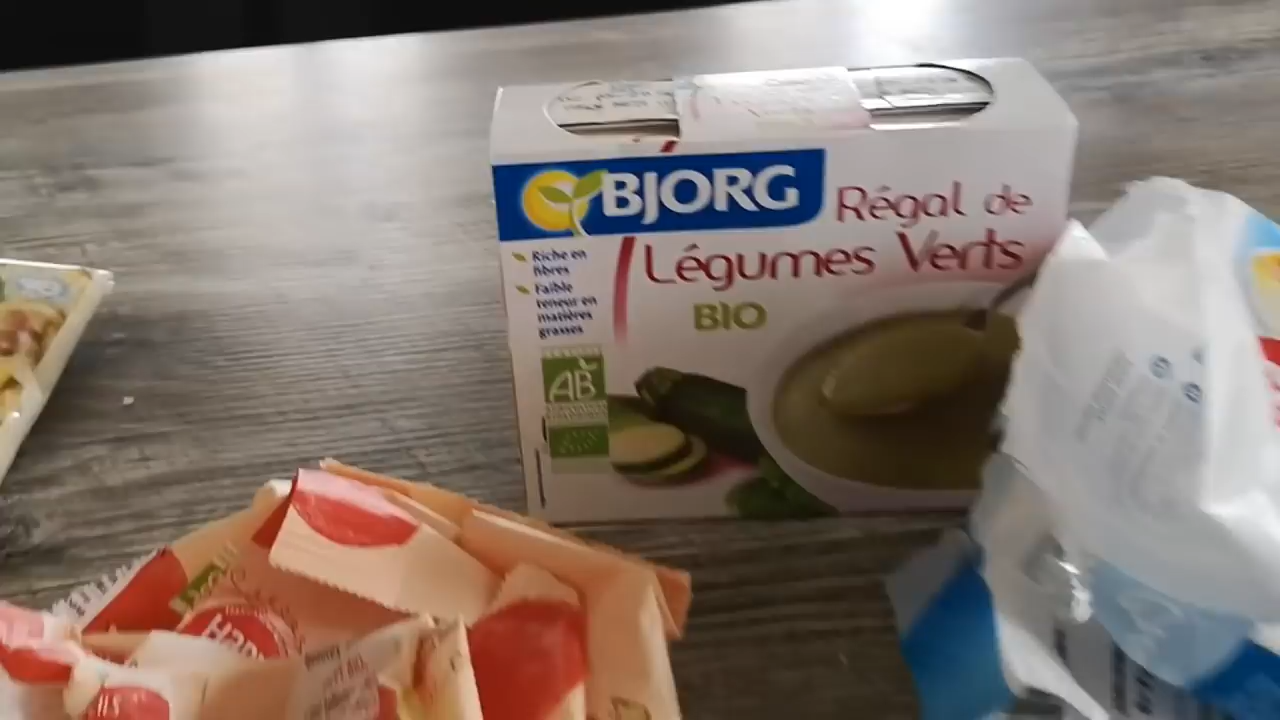 BJORG
Régal de
Légumes Verts
BIO
Riche en
fibres
Faible
teneur en
matières
grasses
AB